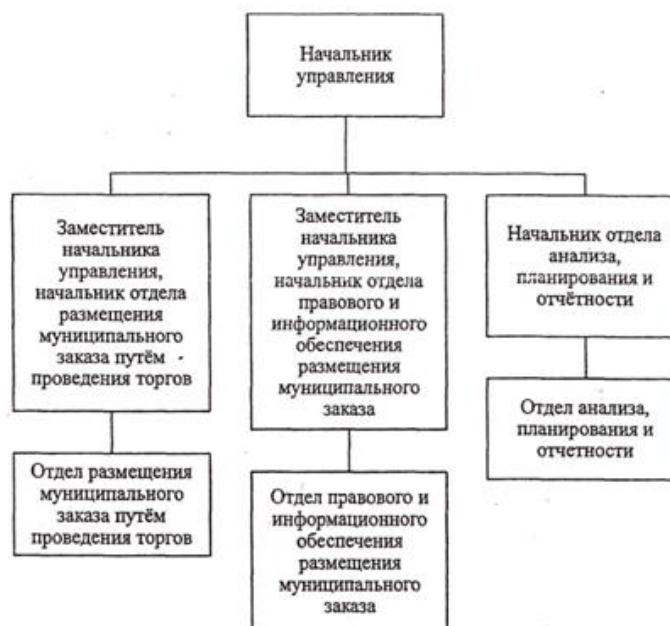 Начальник
управления
Заместитель
начальника
управления,
начальник отдела
размещения
муниципального
заказа путём
проведения торгов
Заместитель
начальника
управления,
начальник отдела
правового и
информационного
обеспечения
размещения
муниципального
заказа
Начальник отдела
анализа,
планирования и
отчётности
Отдел размещения
муниципального
заказа путём
проведения торгов
Отдел правового и
информационного
обеспечения
размещения
муниципального
заказа
Отдел анализа,
планирования и
отчетности